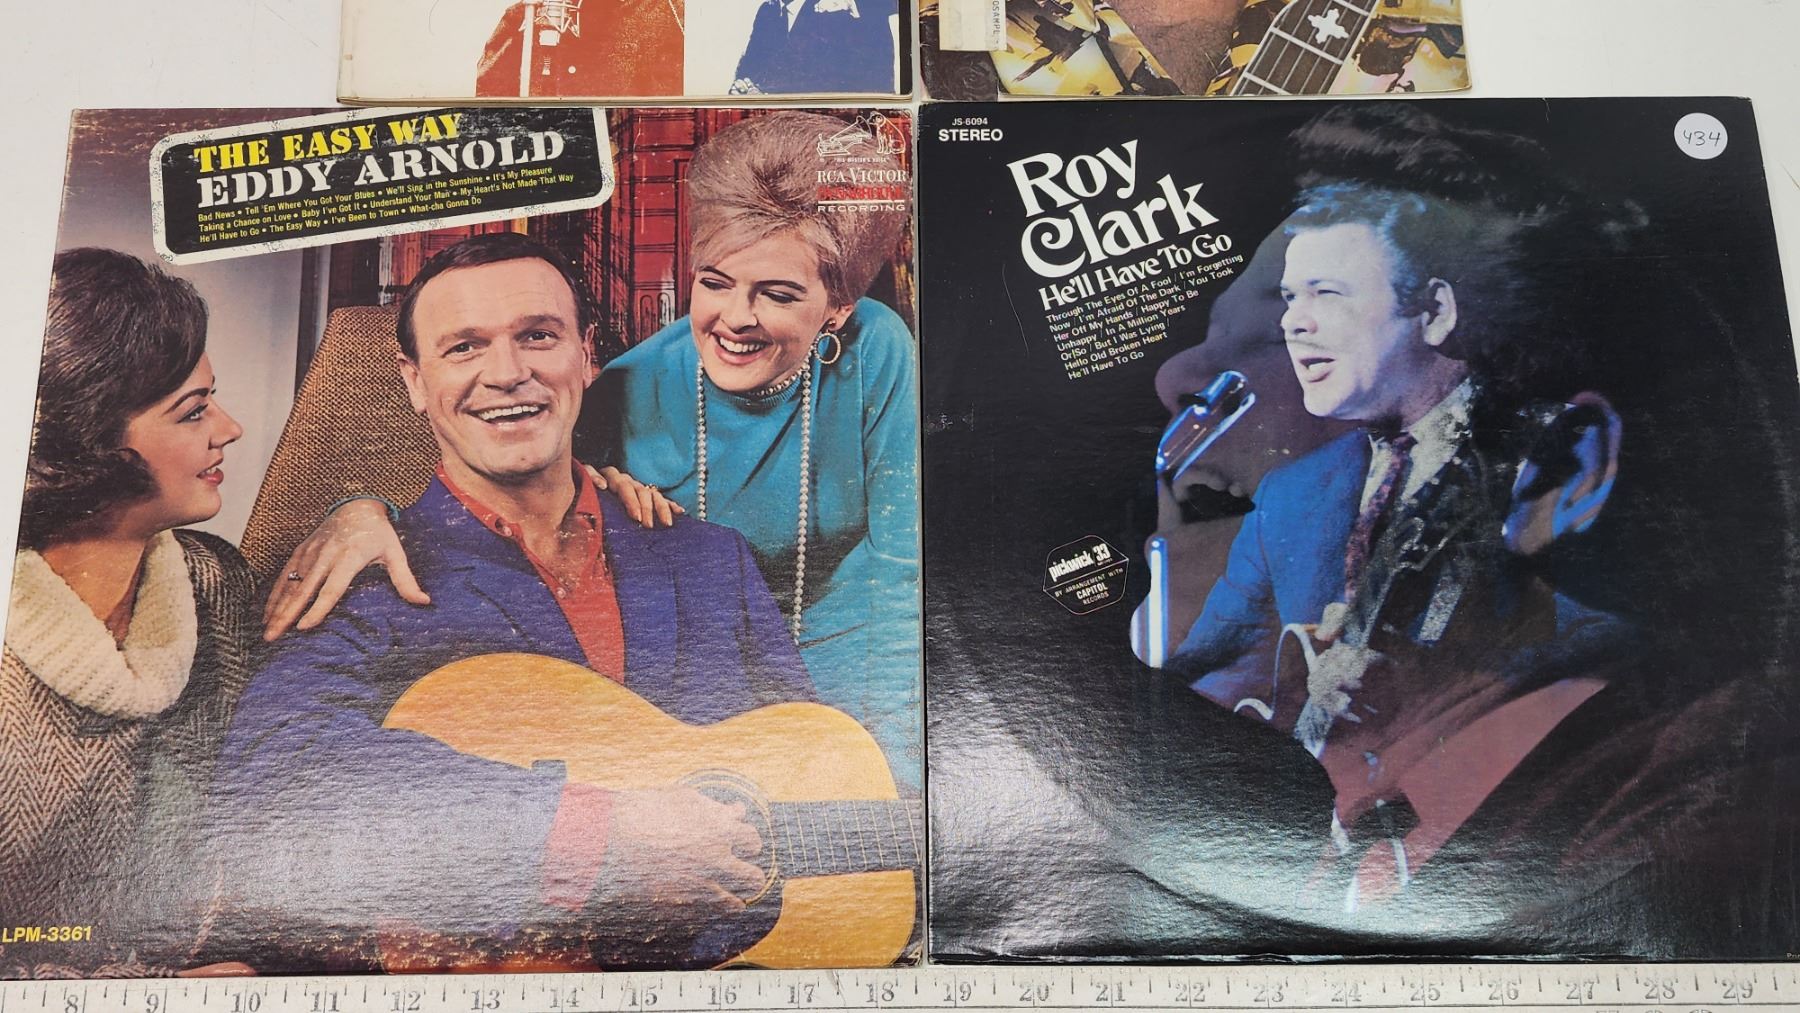 THE EASY WAY
EDDY ARNOLD
Bad News • Tell 'Em Where You Got Your Blues • We'll Sing in the Sunshine • It's My Pleasure
Taking a Chance on Love • Baby I've Got It • Understand Your Man • My Heart's Not Made That Way
He'll Have to Go • The Easy Way • I've Been to Town • What-cha Gonna Do
"HIS MASTER'S VOICE"
RCA VICTOR
RECORDING
LPM-3361
JS-6094
STEREO
Roy
Clark
He'll Have To Go
Through The Eyes Of A Fool / I'm Forgetting
Now / I'm Afraid Of The Dark / You Took
Her Off My Hands / Happy To Be
Unhappy / In A Million Years
Or So / But I Was Lying /
Hello Old Broken Heart
He'll Have To Go
434
pickwick 33
BY ARRANGEMENT WITH
CAPITOL
RECORDS
8 9 10 11 12 13 14 15 16 17 18 19 20 21 22 23 24 25 26 27 28 29